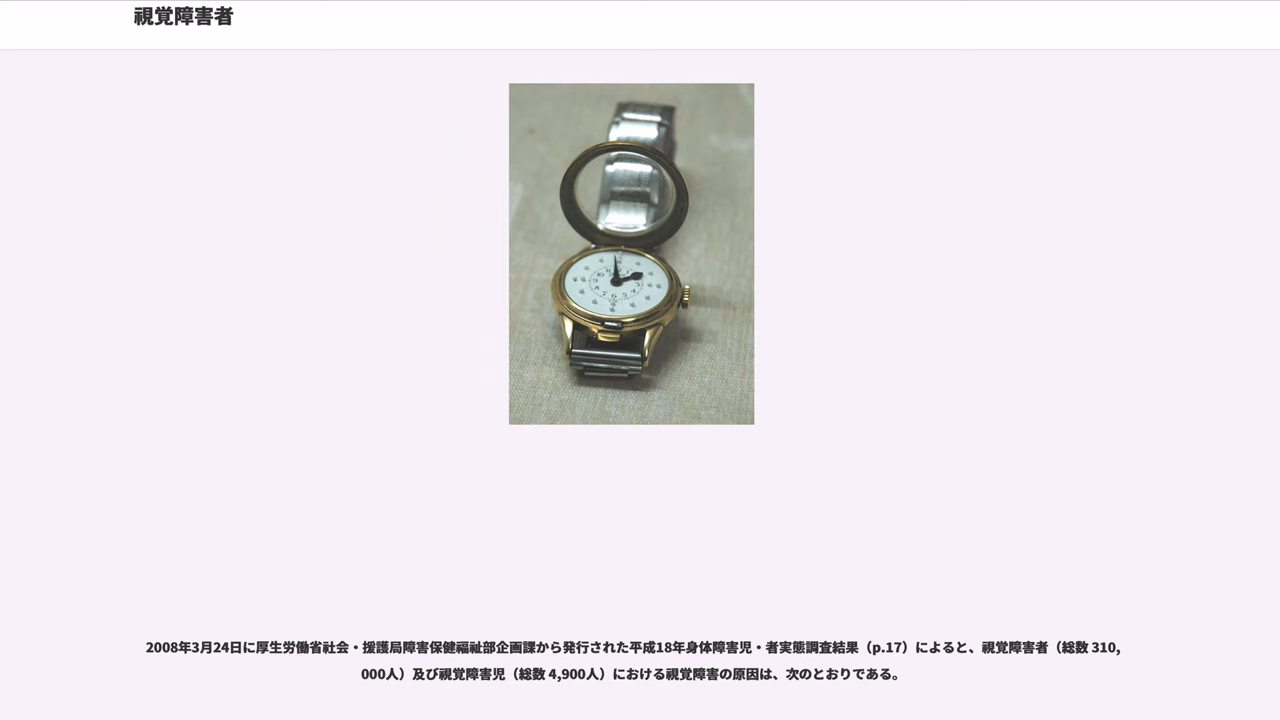 視覚障害者
2008年3月24日に厚生労働省社会・援護局障害保健福祉部企画課から発行された平成18年身体障害児・者実態調査結果（p.17）によると、視覚障害者（総数 310,
000人）及び視覚障害児（総数 4,900人）における視覚障害の原因は、次のとおりである。